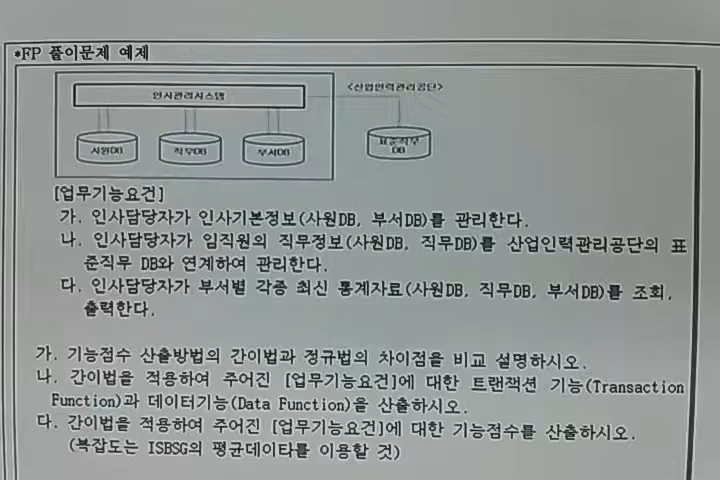 *FP 풀이문제 예제
인사관리시스템
<산업인력관리공단>
사원DB
직무DB
부서DB
표준직무
DB
[업무기능요건]
가. 인사담당자가 인사기본정보(사원DB, 부서DB)를 관리한다.
나. 인사담당자가 임직원의 직무정보(사원DB, 직무DB)를 산업인력관리공단의 표
준직무 DB와 연계하여 관리한다.
다. 인사담당자가 부서별 각종 최신 통계자료(사원DB, 직무DB, 부서DB)를 조회,
출력한다.
가. 기능점수 산출방법의 간이법과 정규법의 차이점을 비교 설명하시오.
나. 간이법을 적용하여 주어진 [업무기능요건]에 대한 트랜잭션 기능(Transaction
Function)과 데이터기능(Data Function)을 산출하시오.
다. 간이법을 적용하여 주어진 [업무기능요건]에 대한 기능점수를 산출하시오.
(복잡도는 ISBSG의 평균데이타를 이용할 것)